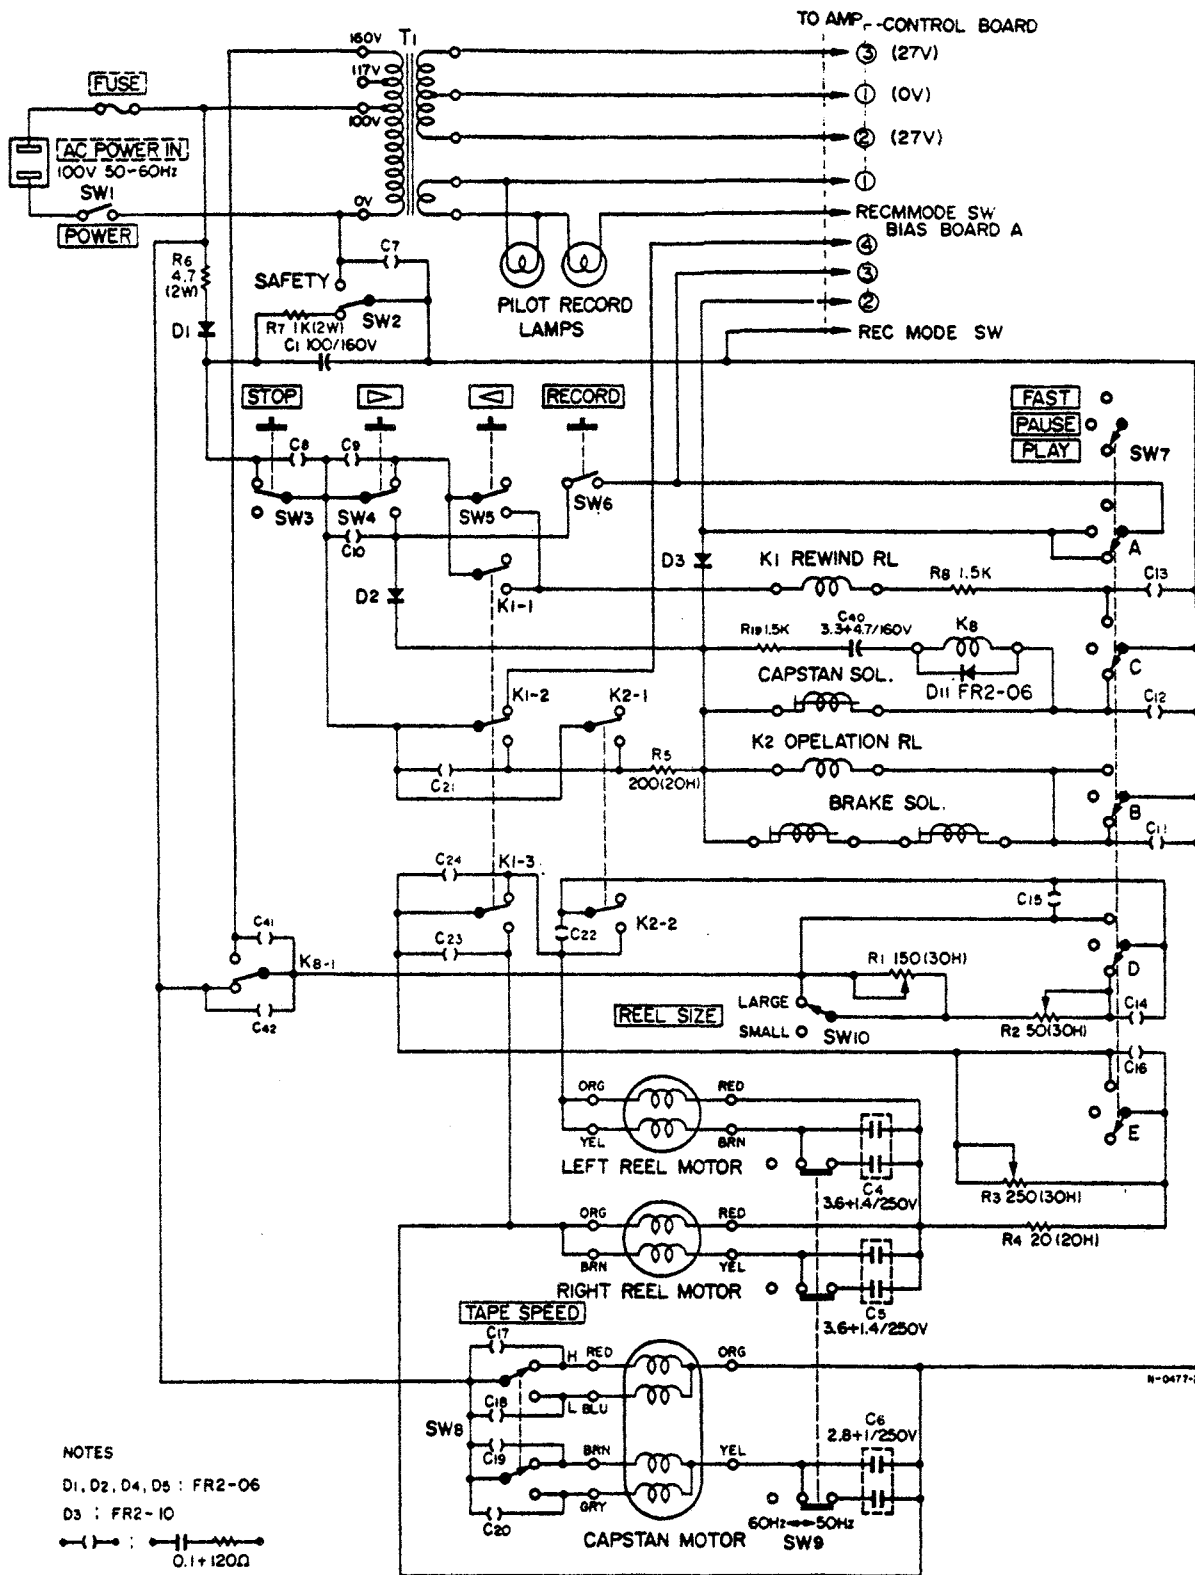 TO AMP
CONTROL BOARD
160V
T1
3 (27V)
117V
FUSE
1 (0V)
100V
2 (27V)
AC POWER IN
100V 50-60Hz
1
SW1
0V
POWER
RECMMODE SW
BIAS BOARD A
4
R6
4.7
(2W)
C7
SAFETY
3
PILOT RECORD
LAMPS
2
R7 1K(2W)
SW2
D1
REC MODE SW
C1 100/160V
STOP
▷
◁
RECORD
FAST
PAUSE
PLAY
SW7
C8
C9
SW3
SW4
SW5
SW6
C10
A
D3
K1 REWIND RL
R8 1.5K
C13
D2
K1-1
R19 1.5K
C40
3.3+4.7/160V
K8
C
CAPSTAN SOL.
D11 FR2-06
C12
K1-2
K2-1
K2 OPELATION RL
R5
200(20H)
C21
BRAKE SOL.
B
C11
C24
K1-3
C15
C41
C23
C22
K2-2
K8-1
R1 150(30H)
D
LARGE
REEL SIZE
SMALL
SW10
R2 50(30H)
C14
C42
C16
ORG
RED
YEL
BRN
E
LEFT REEL MOTOR
C4
3.6+1.4/250V
R3 250(30H)
ORG
RED
R4 20(20H)
BRN
YEL
RIGHT REEL MOTOR
C5
3.6+1.4/250V
TAPE SPEED
C17
H
RED
ORG
N-0477-
C18
L
BLU
SW8
C6
2.8+1/250V
C19
BRN
YEL
NOTES
D1, D2, D4, D5 : FR2-06
GRY
C20
D3 : FR2-10
60Hz
50Hz
CAPSTAN MOTOR
SW9
:
0.1+120Ω